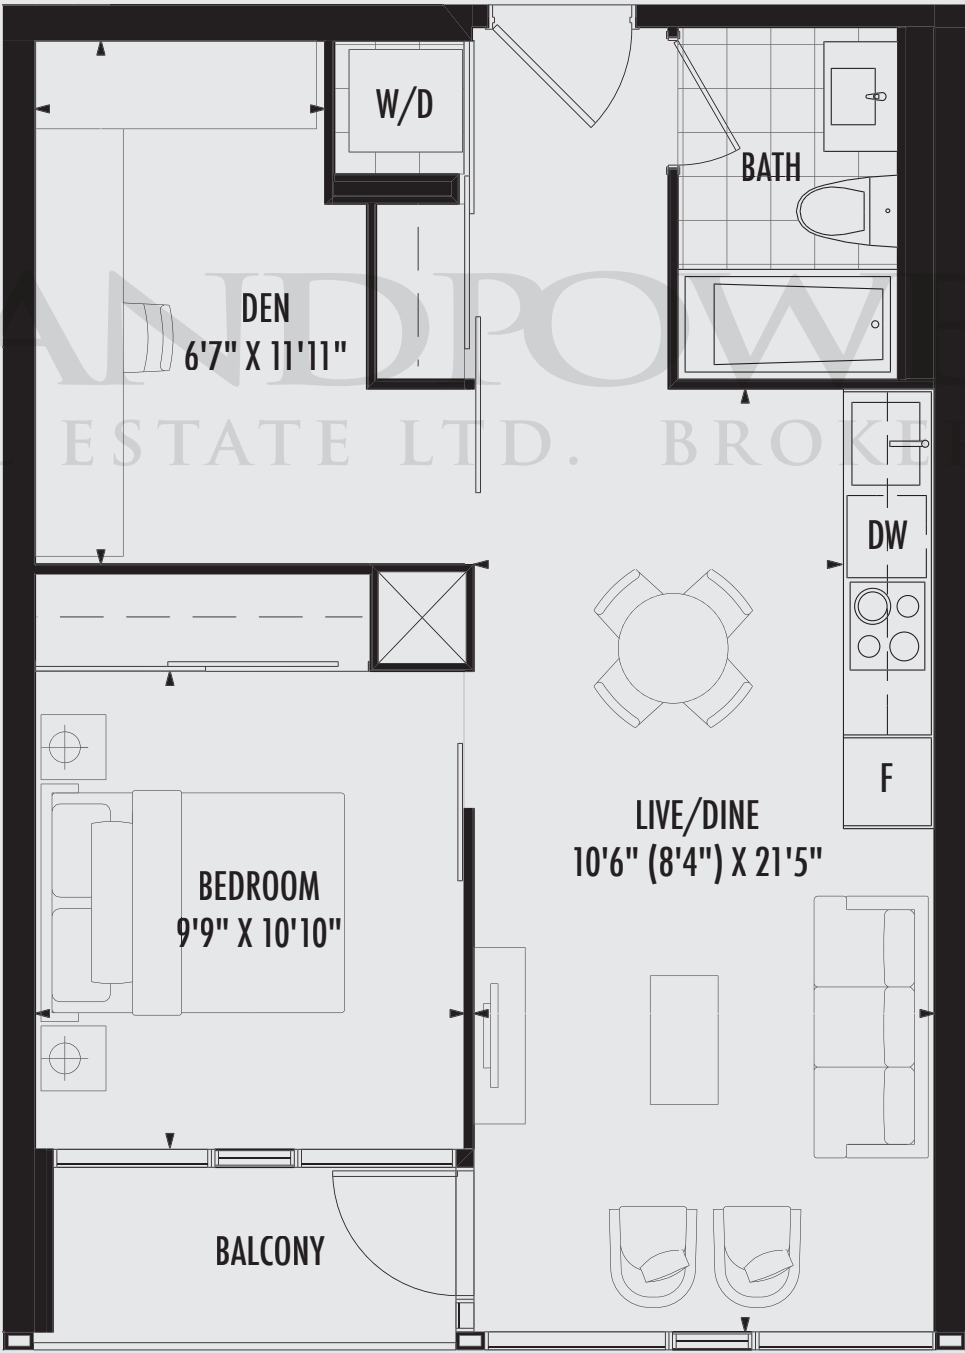 W/D
BATH
DEN
6'7" X 11'11"
ANDPOWE
ESTATE LTD. BROKE
DW
F
LIVE/DINE
10'6" (8'4") X 21'5"
BEDROOM
9'9" X 10'10"
BALCONY